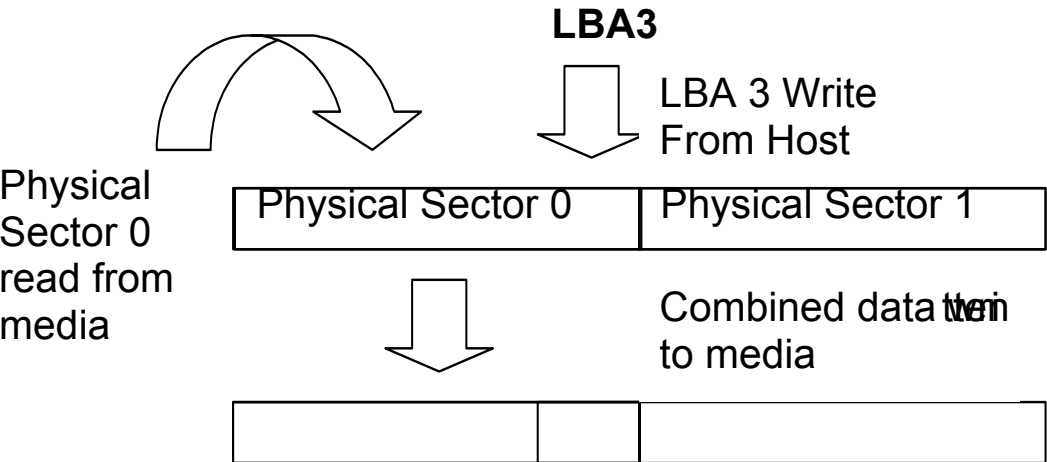 LBA3
LBA 3 Write
From Host
Physical
Sector 0
read from
media
Physical Sector 0
Physical Sector 1
Combined data
to media